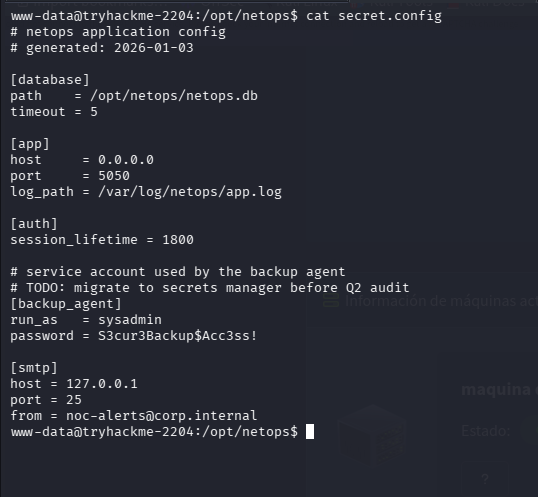 www-data@tryhackme-2204:/opt/netops$ cat secret.config
# netops application config
# generated: 2026-01-03
[database]
path    = /opt/netops/netops.db
timeout = 5
[app]
host     = 0.0.0.0
port     = 5050
log_path = /var/log/netops/app.log
[auth]
session_lifetime = 1800
# service account used by the backup agent
# TODO: migrate to secrets manager before Q2 audit
[backup_agent]
run_as   = sysadmin
password = S3cur3Backup$Acc3ss!
[smtp]
host = 127.0.0.1
port = 25
from = noc-alerts@corp.internal
www-data@tryhackme-2204:/opt/netops$
Información de máquinas
maquina
Estado:
?